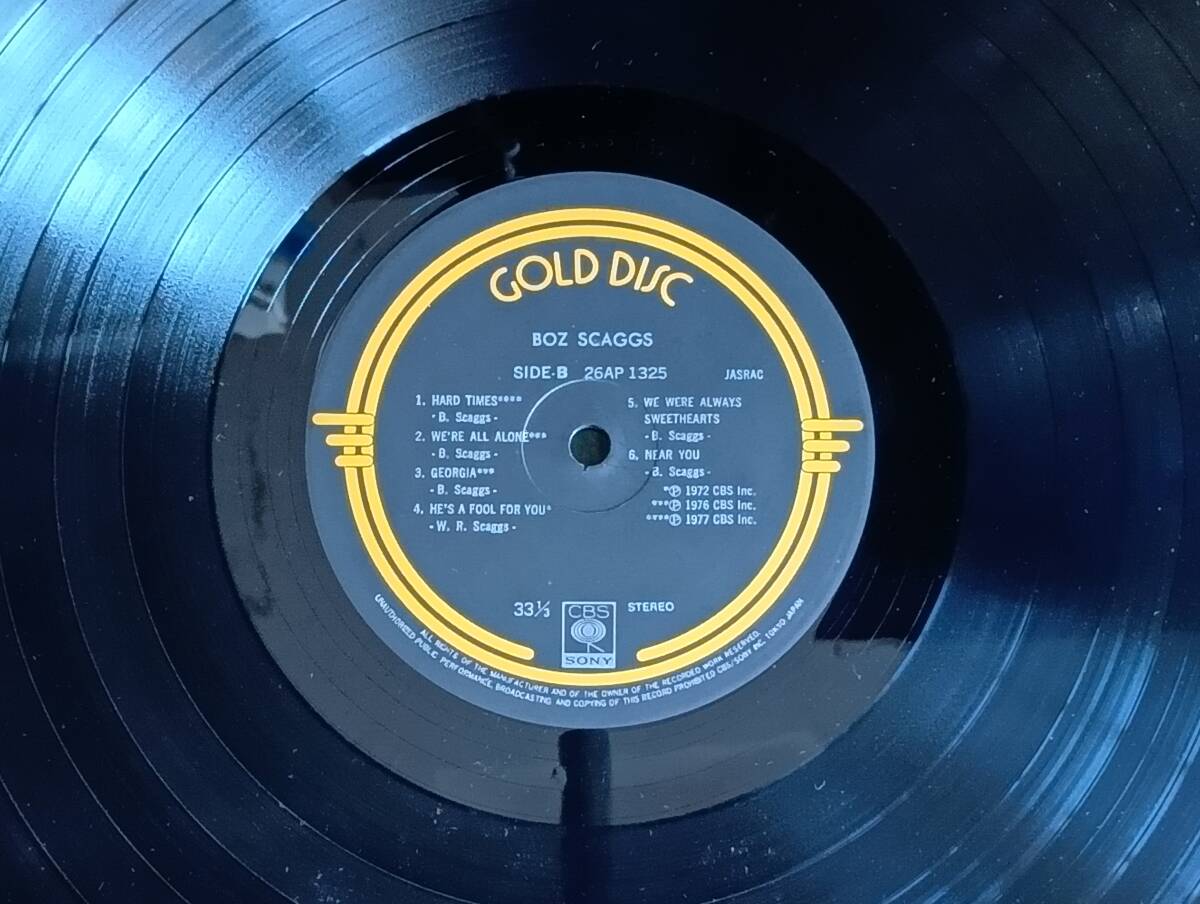 GOLD DISC
BOZ SCAGGS
SIDE-B 26AP 1325 JASRAC
1. HARD TIMES****
- B. Scaggs -
2. WE'RE ALL ALONE***
- B. Scaggs -
3. GEORGIA***
- B. Scaggs -
4. HE'S A FOOL FOR YOU*
- W. R. Scaggs -
5. WE WERE ALWAYS
SWEETHEARTS
- B. Scaggs -
6. NEAR YOU
- B. Scaggs -
*Ⓟ 1972 CBS Inc.
***Ⓟ 1976 CBS Inc.
****Ⓟ 1977 CBS Inc.
33⅓ STEREO
CBS
SONY
ALL RIGHTS OF THE MANUFACTURER AND OF THE OWNER OF THE RECORDED WORK RESERVED.
UNAUTHORIZED PUBLIC PERFORMANCE, BROADCASTING AND COPYING OF THIS RECORD PROHIBITED CBS/SONY INC. TOKYO JAPAN